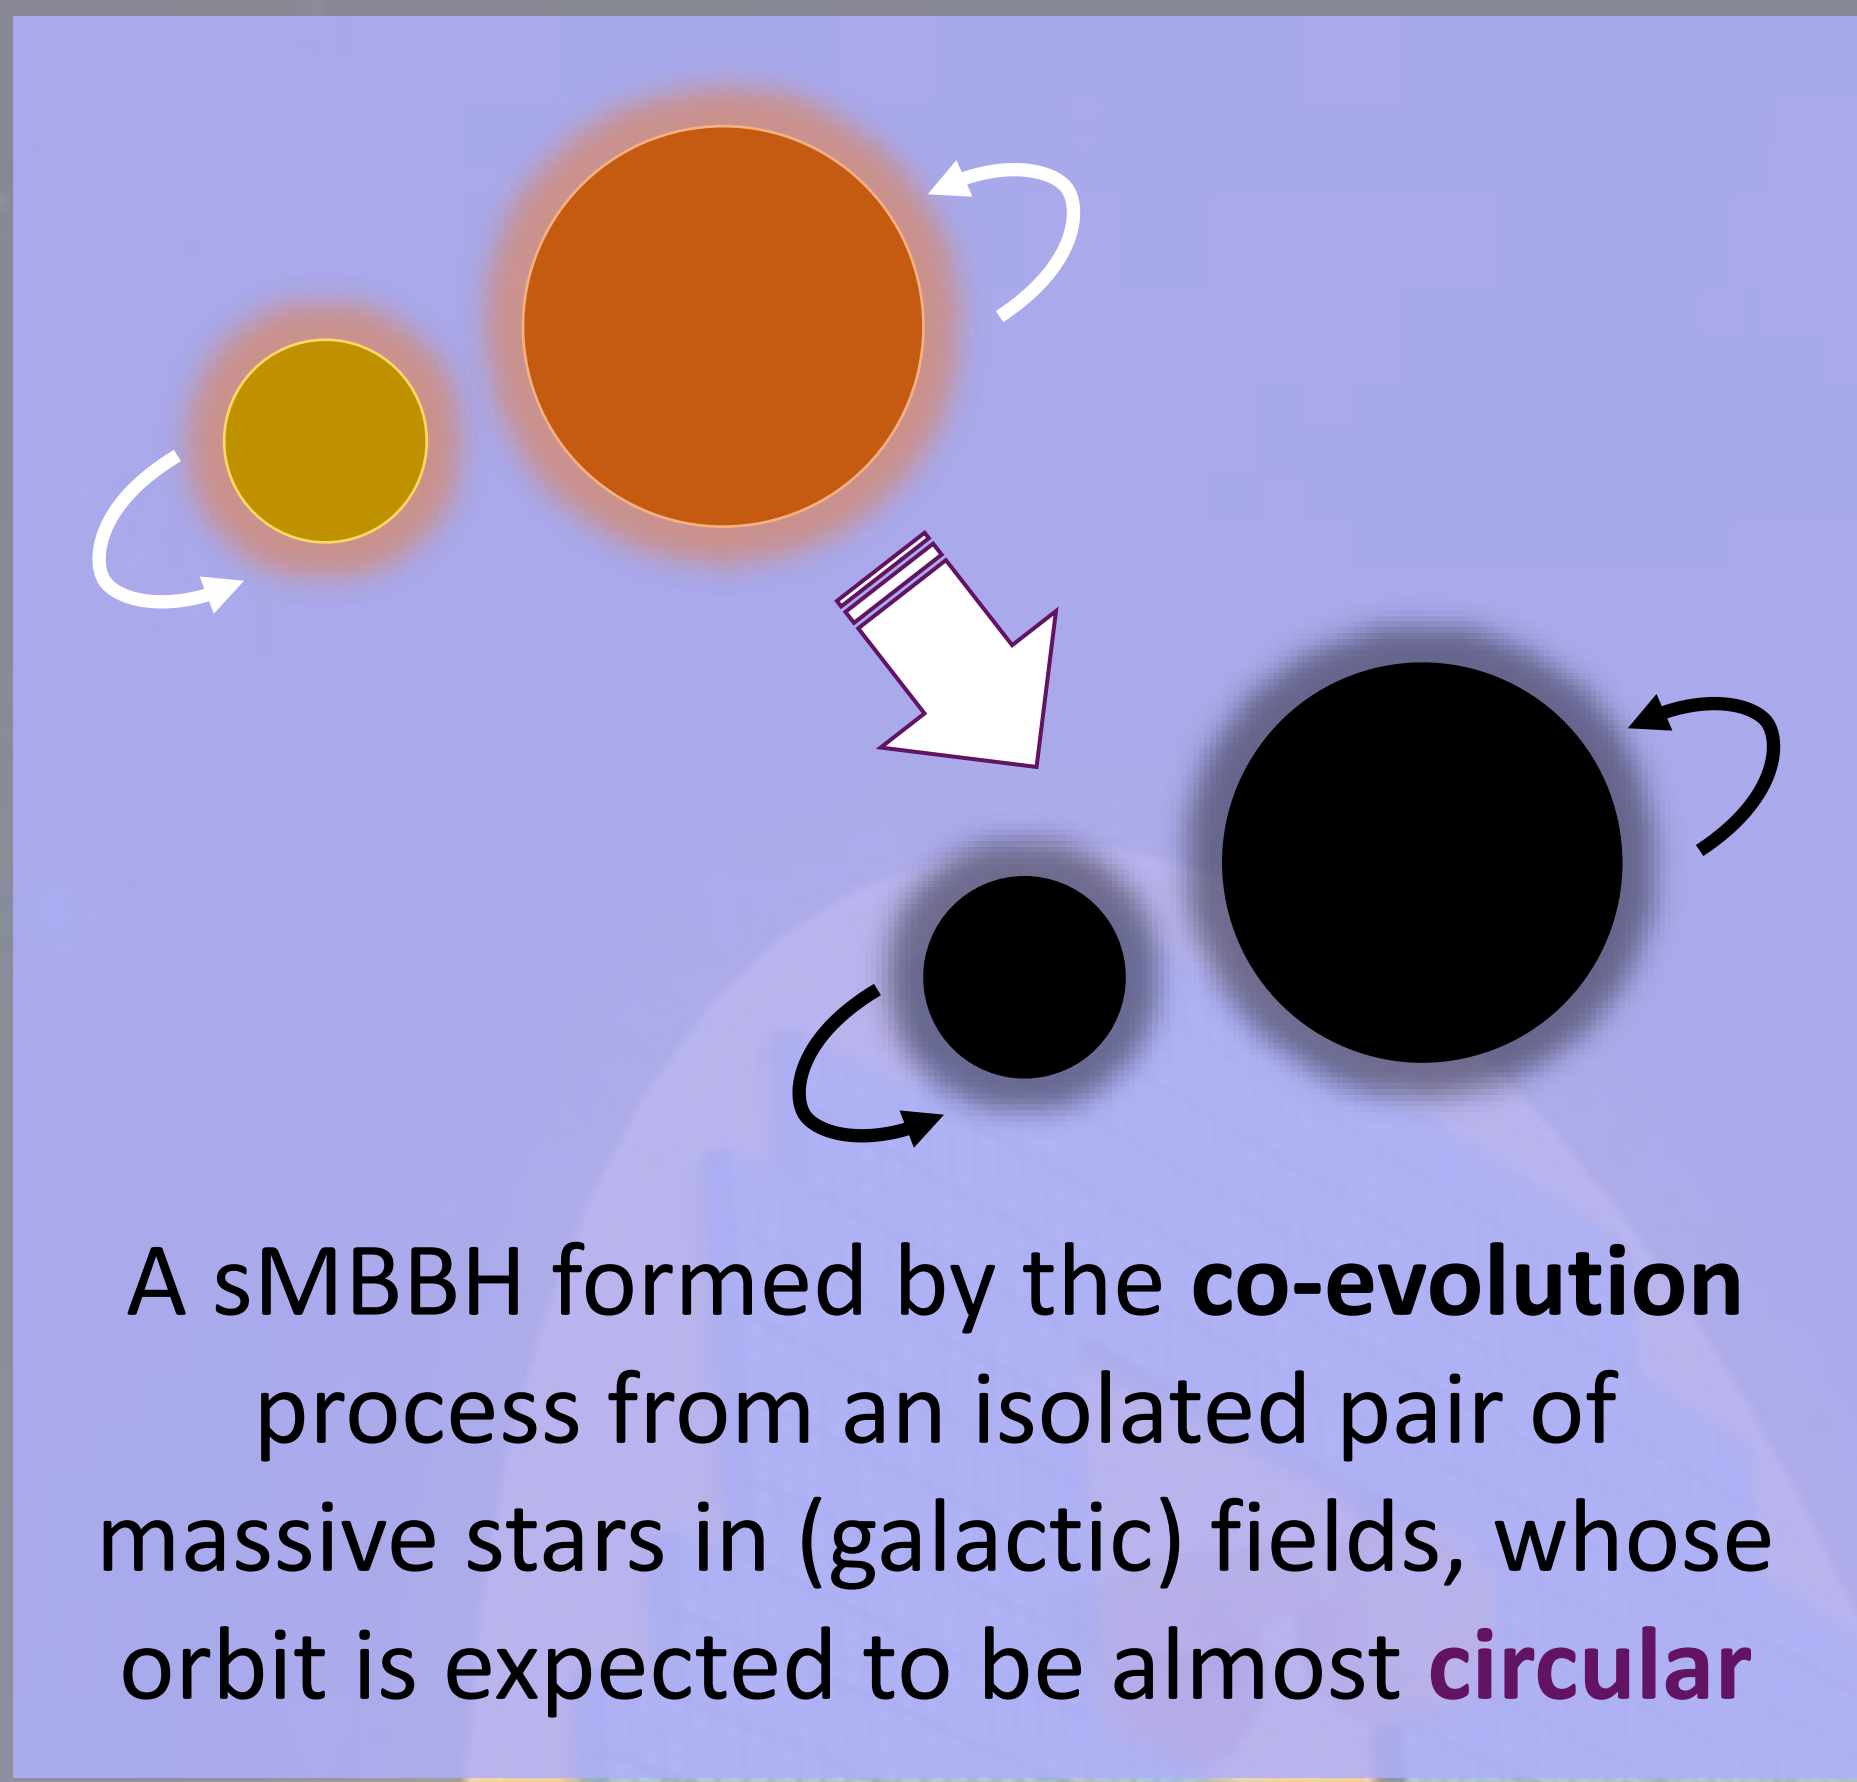 A sMBBH formed by the co-evolution
process from an isolated pair of
massive stars in (galactic) fields, whose
orbit is expected to be almost circular